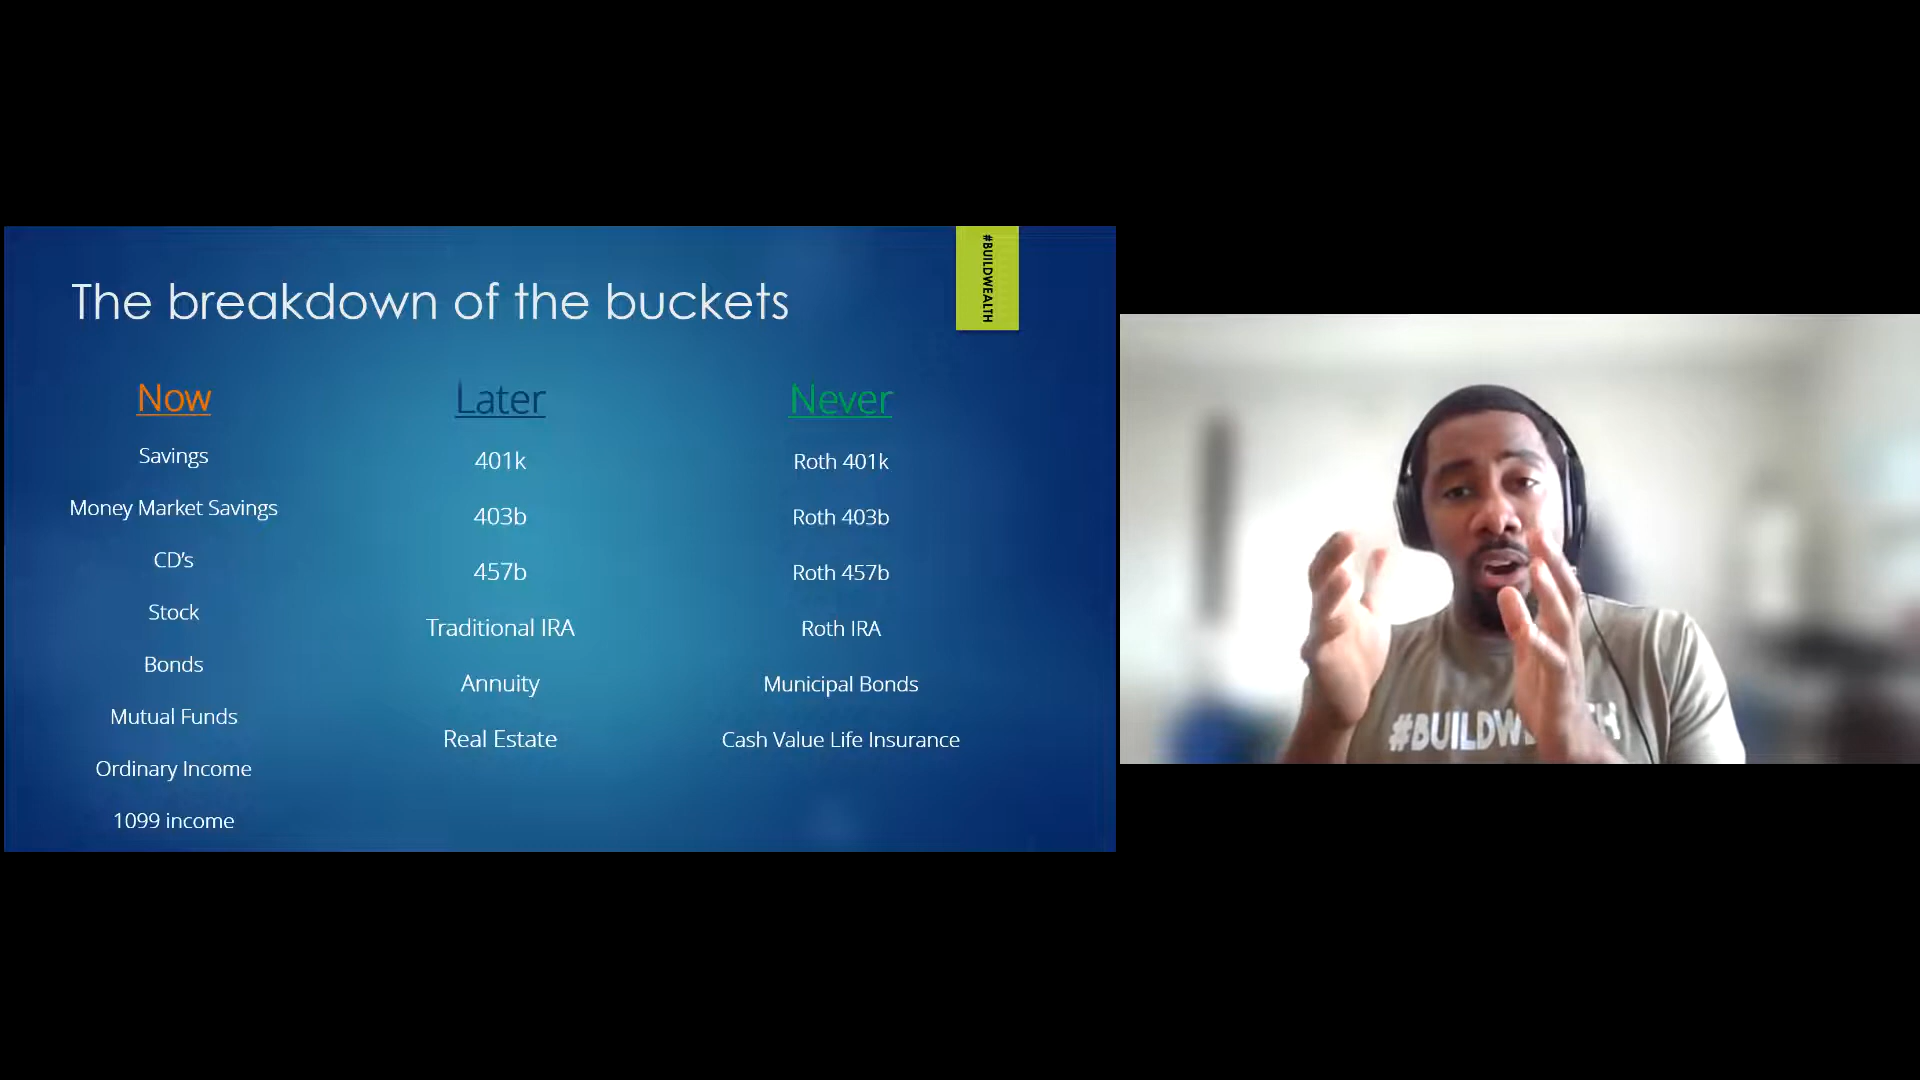 #BUILDWEALTH
The breakdown of the buckets
Now
Savings
Money Market Savings
CD's
Stock
Bonds
Mutual Funds
Ordinary Income
1099 income
Later
401k
403b
457b
Traditional IRA
Annuity
Real Estate
Never
Roth 401k
Roth 403b
Roth 457b
Roth IRA
Municipal Bonds
Cash Value Life Insurance